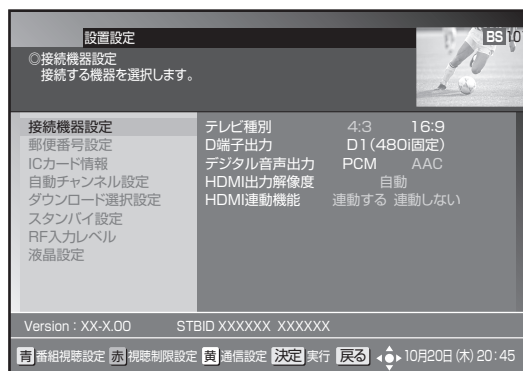 設置設定
BS 10
◎接続機器設定
接続する機器を選択します。
接続機器設定
郵便番号設定
ICカード情報
自動チャンネル設定
ダウンロード選択設定
スタンバイ設定
RF入力レベル
液晶設定
テレビ種別 4:3 16:9
D端子出力 D1(480i固定)
デジタル音声出力 PCM AAC
HDMI出力解像度 自動
HDMI連動機能 連動する 連動しない
Version : XX-X.00 STBID XXXXXX XXXXXX
青 番組視聴設定 赤 視聴制限設定 黄 通信設定 決定 実行 戻る 10月20日(木)20:45